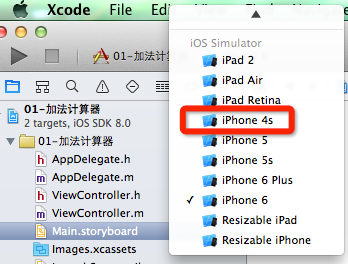 Xcode File
01-加法计算器
iOS Simulator
iPad 2
iPad Air
iPad Retina
iPhone 4s
iPhone 5
iPhone 5s
iPhone 6 Plus
iPhone 6
Resizable iPad
Resizable iPhone
01-加法计算器
2 targets, iOS SDK 8.0
01-加法计算器
AppDelegate.h
AppDelegate.m
ViewController.h
ViewController.m
Main.storyboard
Images.xcassets